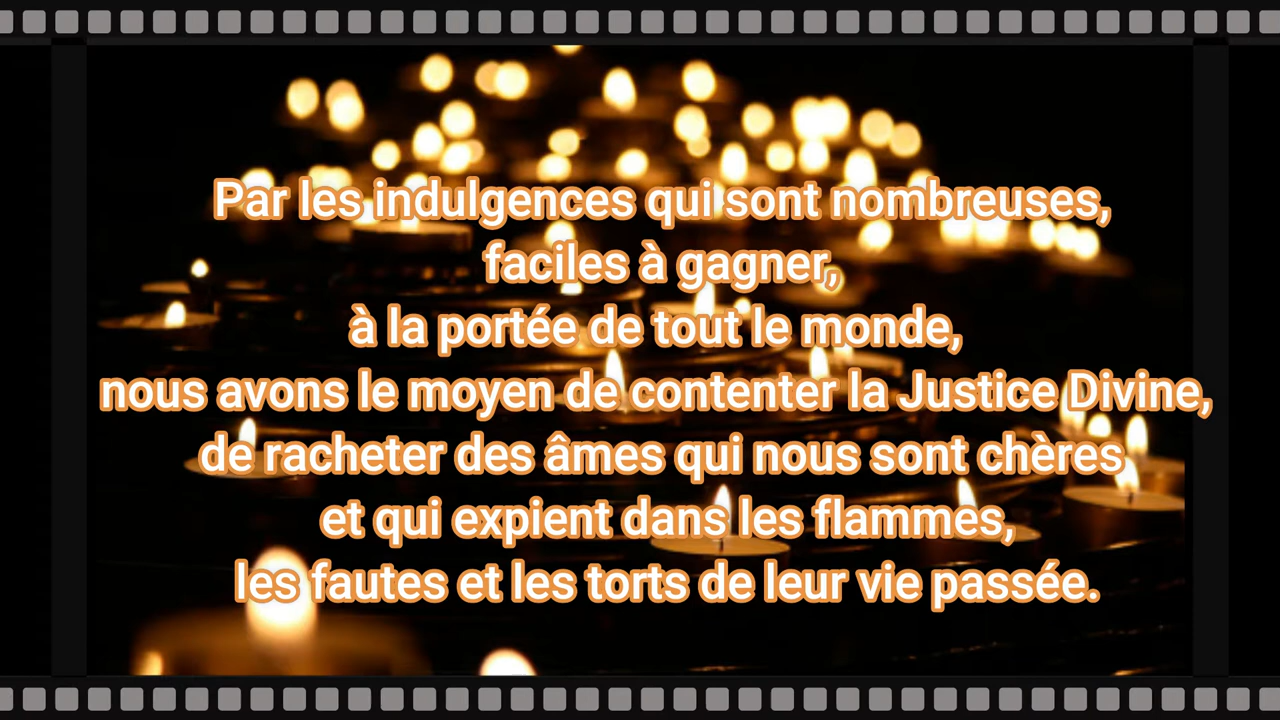 Par les indulgences qui sont nombreuses,
faciles à gagner,
à la portée de tout le monde,
nous avons le moyen de contenter la Justice Divine,
de racheter des âmes qui nous sont chères
et qui expient dans les flammes,
les fautes et les torts de leur vie passée.